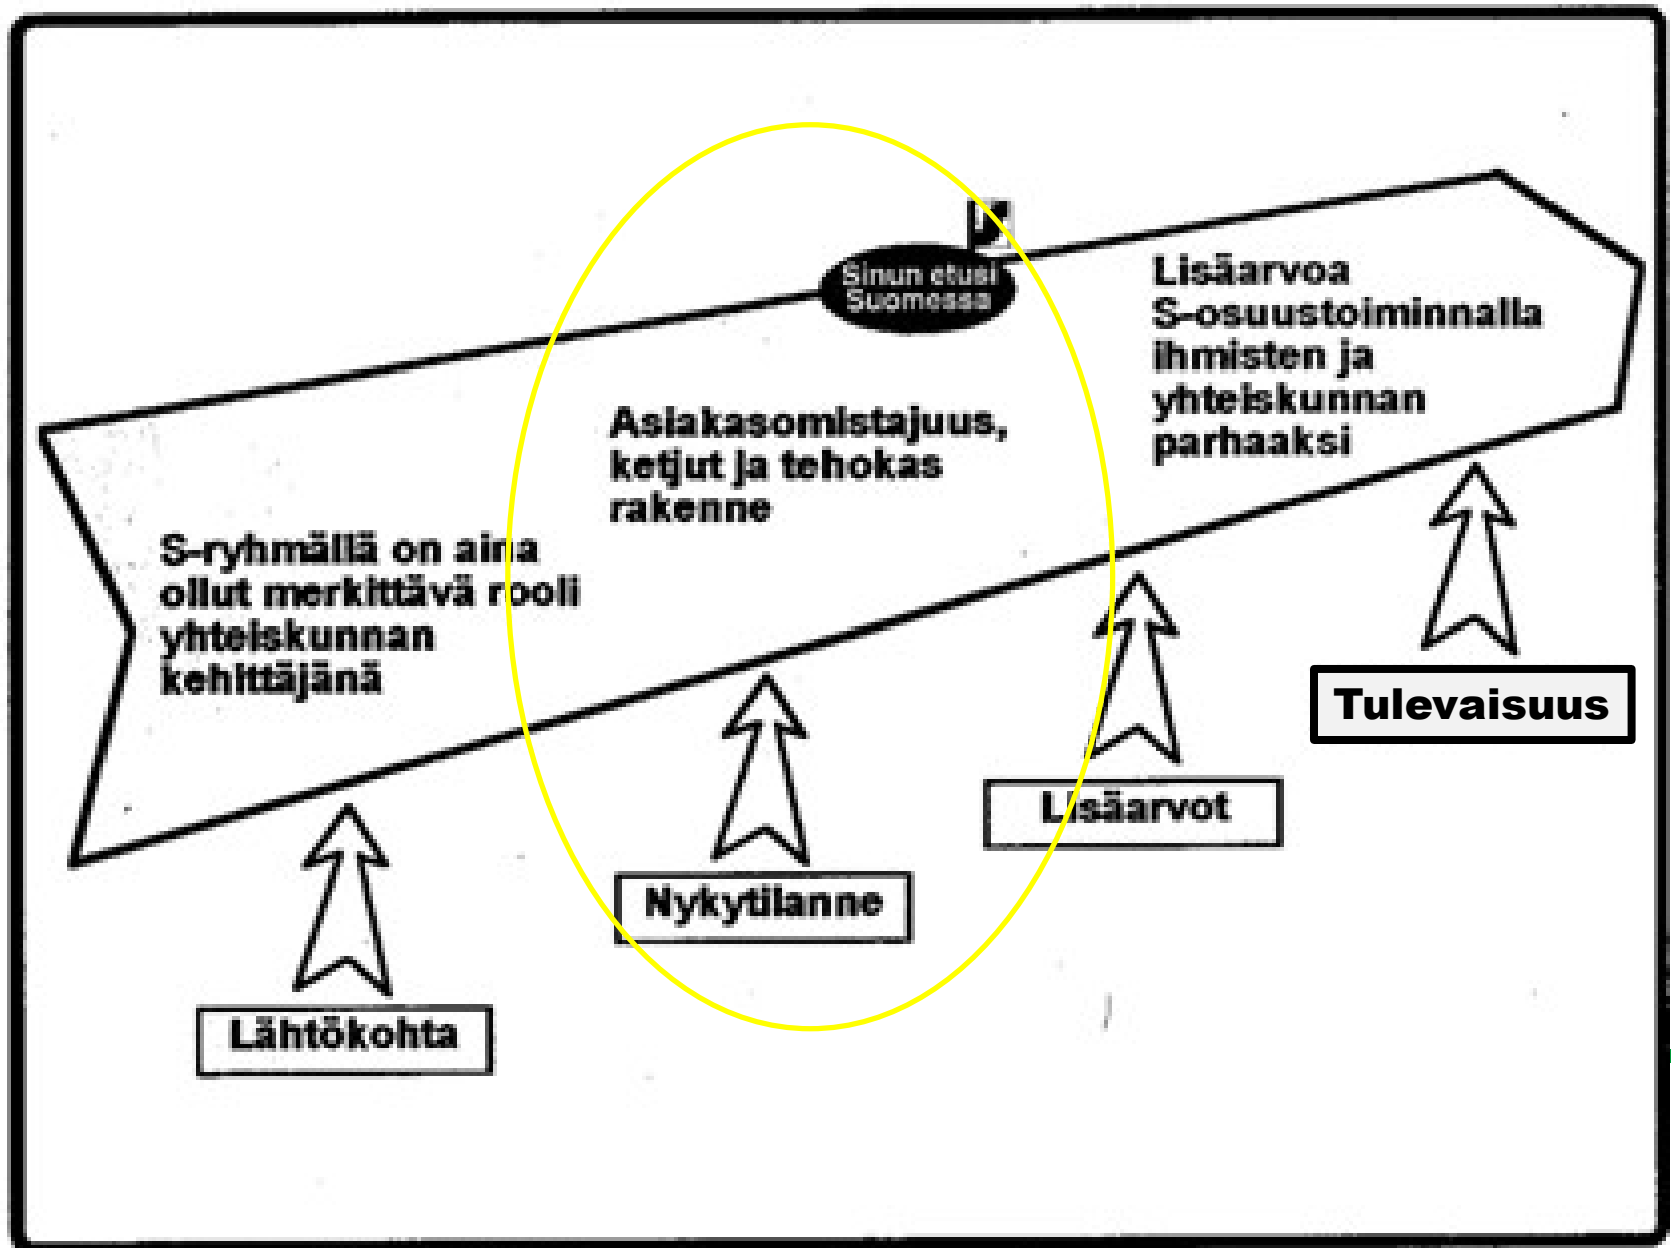 Sinun etusi
Suomessa
Lisäarvoa
S-osuustoiminnalla
ihmisten ja
yhteiskunnan
parhaaksi
Asiakasomistajuus,
ketjut ja tehokas
rakenne
S-ryhmällä on aina
ollut merkittävä rooli
yhteiskunnan
kehittäjänä
Tulevaisuus
Lisäarvot
Nykytilanne
Lähtökohta